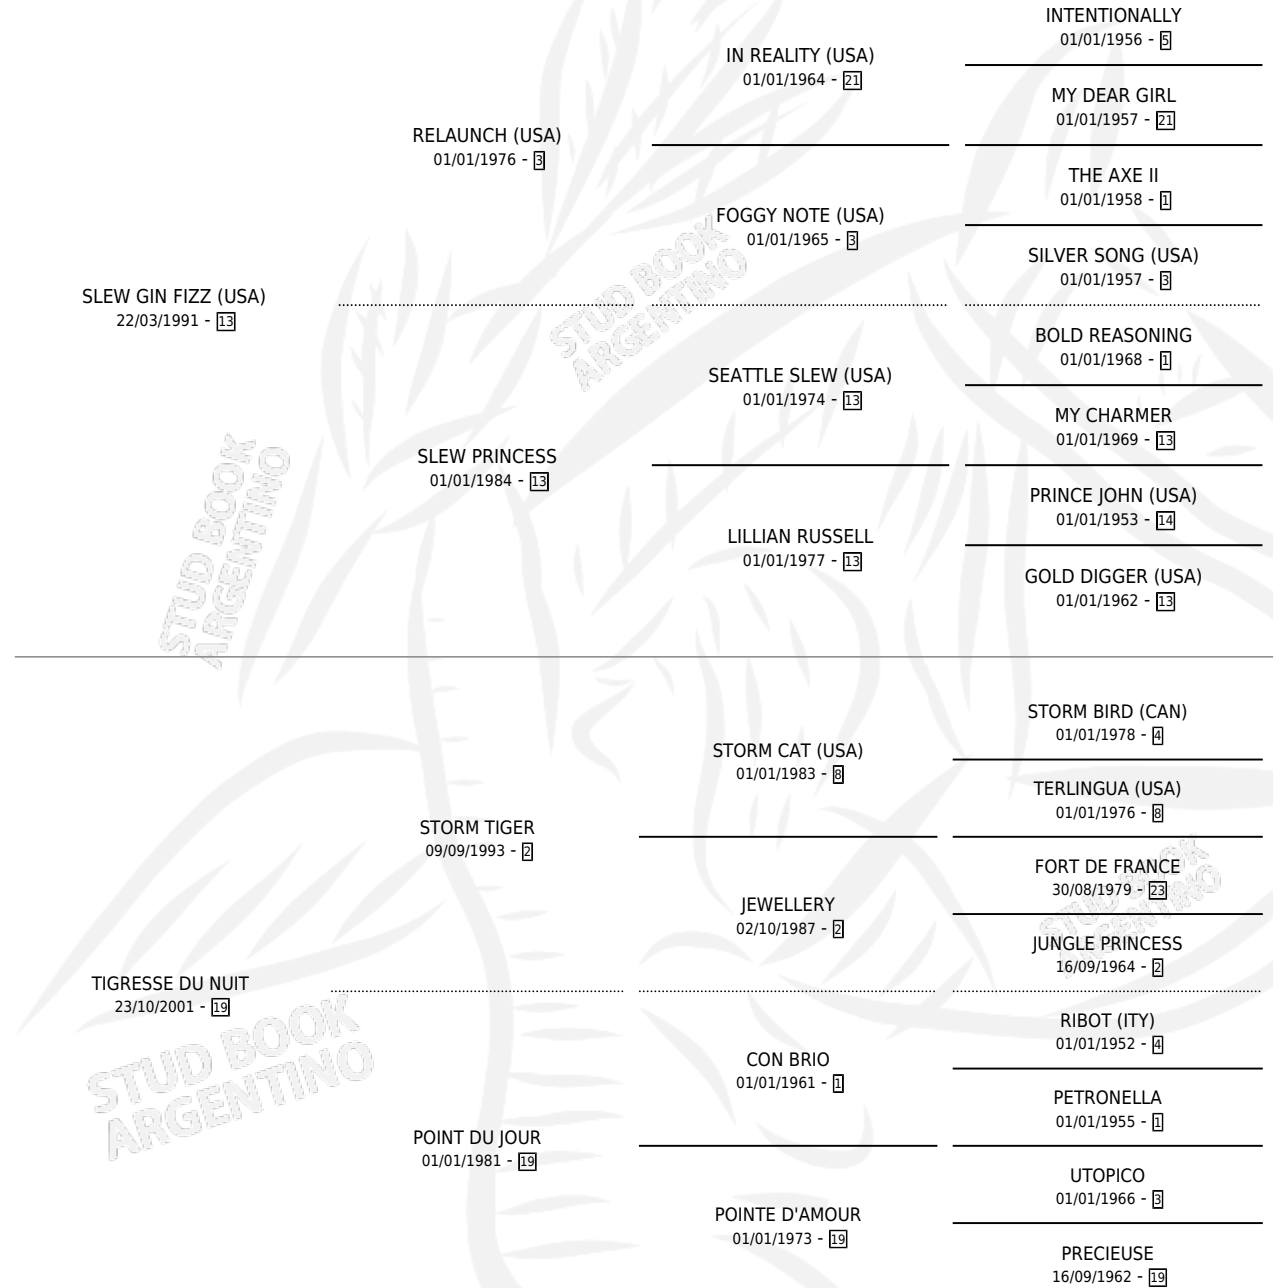 INTENTIONALLY
01/01/1956 - 5
IN REALITY (USA)
01/01/1964 - 21
MY DEAR GIRL
01/01/1957 - 21
RELAUNCH (USA)
01/01/1976 - 3
THE AXE II
01/01/1958 - 1
FOGGY NOTE (USA)
01/01/1965 - 3
SILVER SONG (USA)
01/01/1957 - 3
SLEW GIN FIZZ (USA)
22/03/1991 - 13
STUD BOOK
ARGENTINO
BOLD REASONING
01/01/1968 - 1
SEATTLE SLEW (USA)
01/01/1974 - 13
MY CHARMER
01/01/1969 - 13
SLEW PRINCESS
01/01/1984 - 13
PRINCE JOHN (USA)
01/01/1953 - 14
LILLIAN RUSSELL
01/01/1977 - 13
GOLD DIGGER (USA)
01/01/1962 - 13
STUD BOOK
ARGENTINO
STORM BIRD (CAN)
01/01/1978 - 4
STORM CAT (USA)
01/01/1983 - 8
TERLINGUA (USA)
01/01/1976 - 8
STORM TIGER
09/09/1993 - 2
FORT DE FRANCE
30/08/1979 - 23
JEWELLERY
02/10/1987 - 2
STUD BOOK
ARGENTINO
JUNGLE PRINCESS
16/09/1964 - 2
TIGRESSE DU NUIT
23/10/2001 - 19
STUD BOOK
ARGENTINO
RIBOT (ITY)
01/01/1952 - 4
CON BRIO
01/01/1961 - 1
PETRONELLA
01/01/1955 - 1
POINT DU JOUR
01/01/1981 - 19
UTOPICO
01/01/1966 - 3
POINTE D'AMOUR
01/01/1973 - 19
PRECIEUSE
16/09/1962 - 19